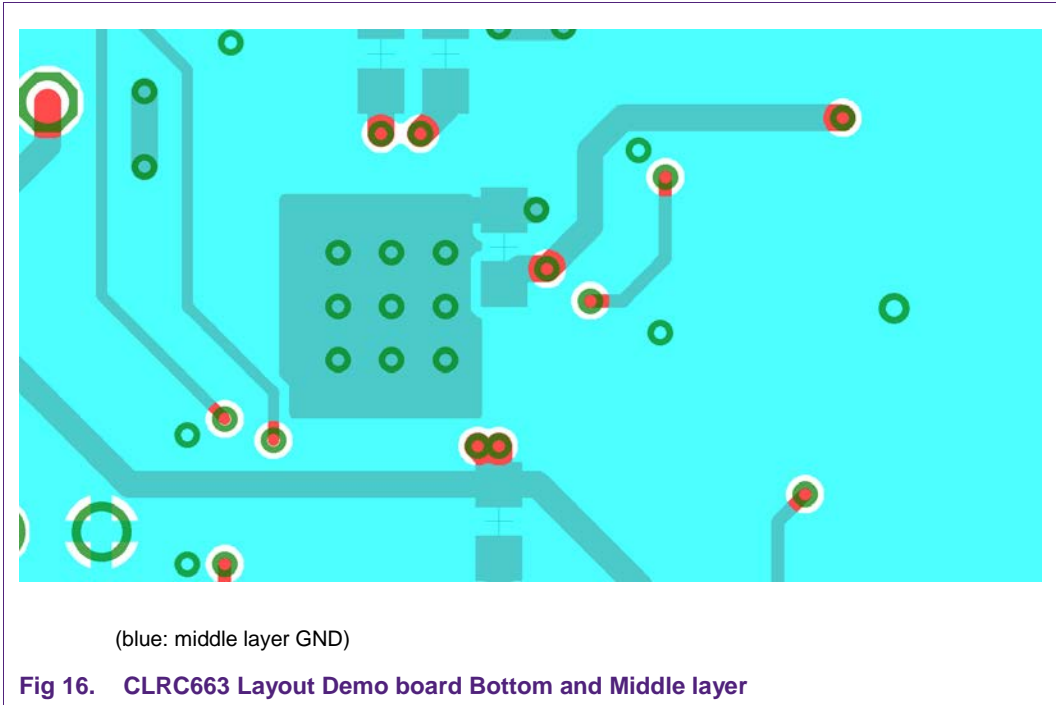 (blue: middle layer GND)
Fig 16. CLRC663 Layout Demo board Bottom and Middle layer